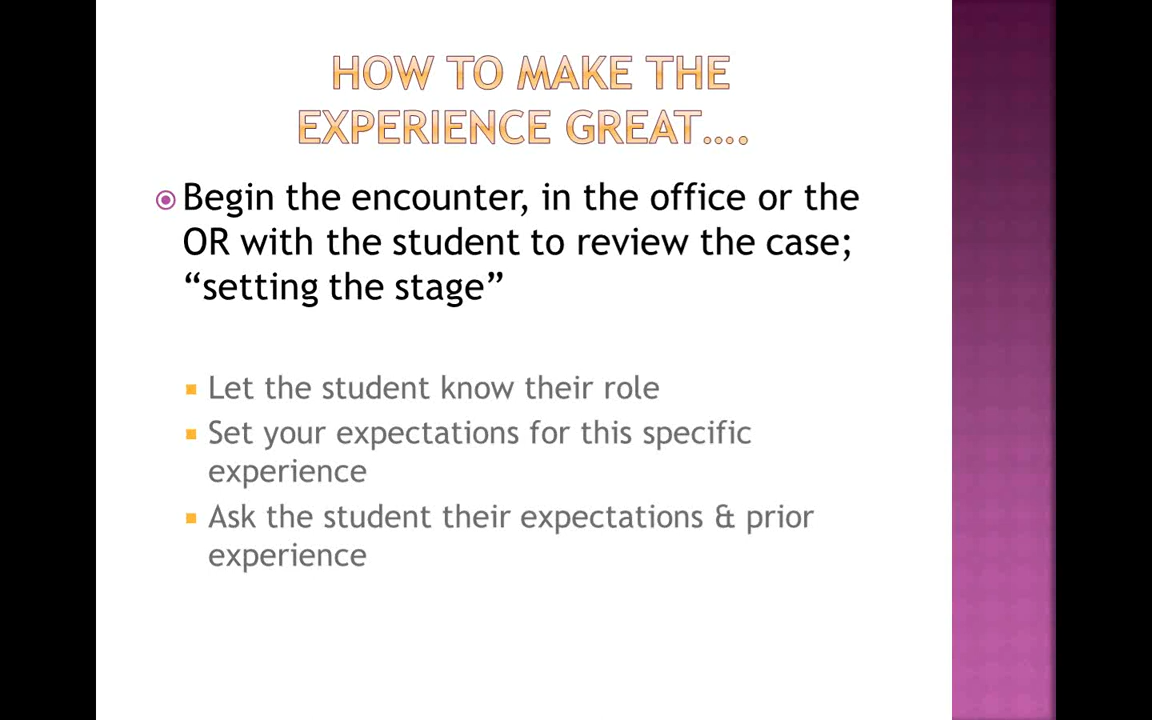 HOW TO MAKE THE
EXPERIENCE GREAT....
Begin the encounter, in the office or the
OR with the student to review the case;
“setting the stage”
Let the student know their role
Set your expectations for this specific
experience
Ask the student their expectations & prior
experience